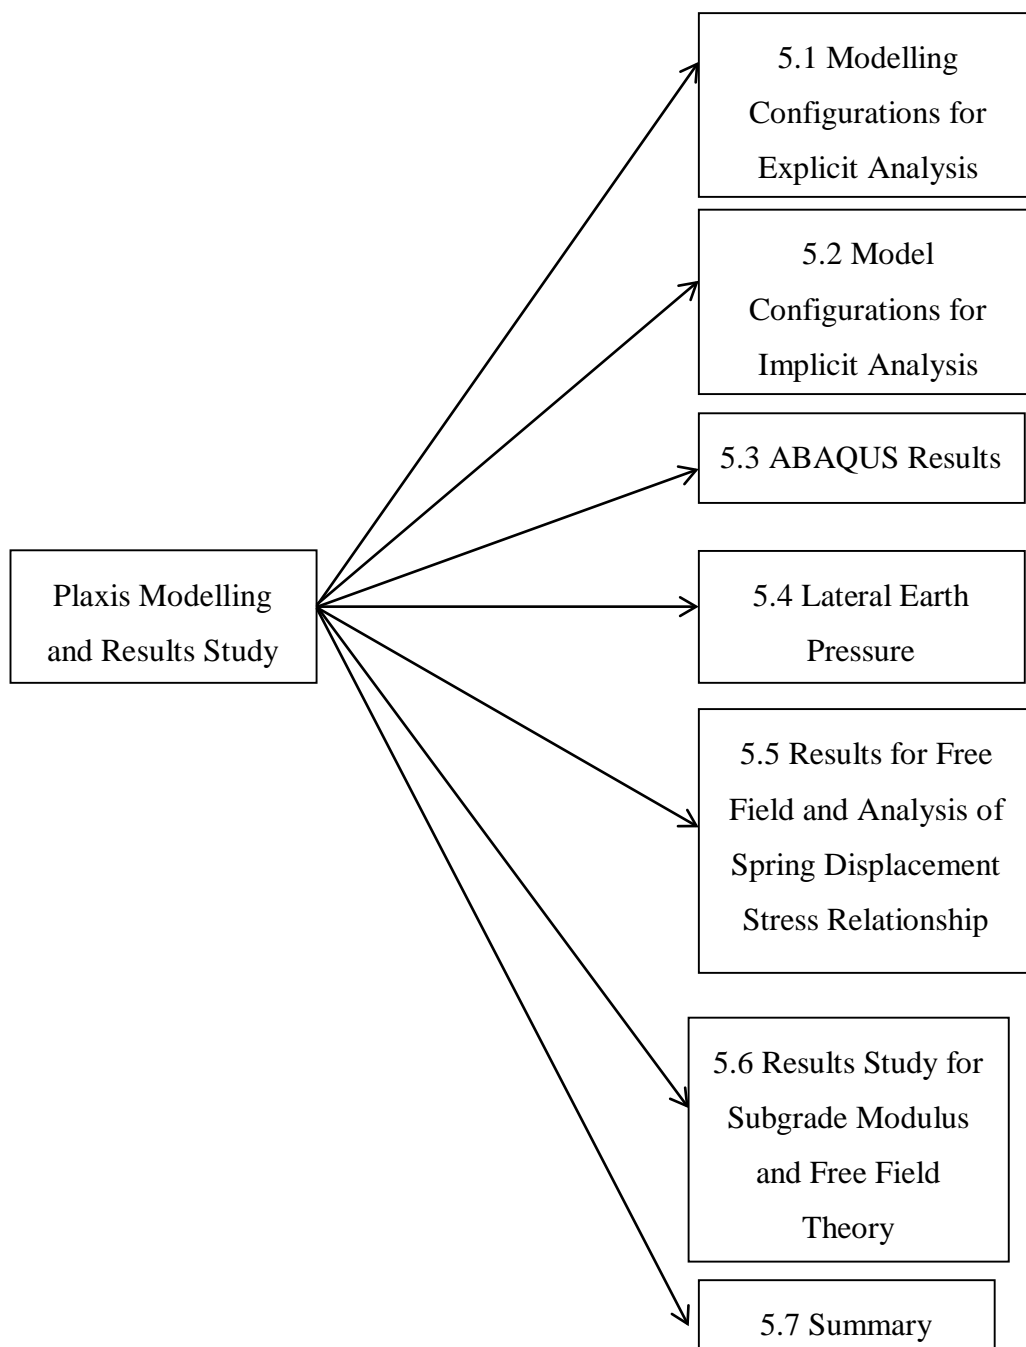 5.1 Modelling
Configurations for
Explicit Analysis
5.2 Model
Configurations for
Implicit Analysis
5.3 ABAQUS Results
Plaxis Modelling
and Results Study
5.4 Lateral Earth
Pressure
5.5 Results for Free
Field and Analysis of
Spring Displacement
Stress Relationship
5.6 Results Study for
Subgrade Modulus
and Free Field
Theory
5.7 Summary